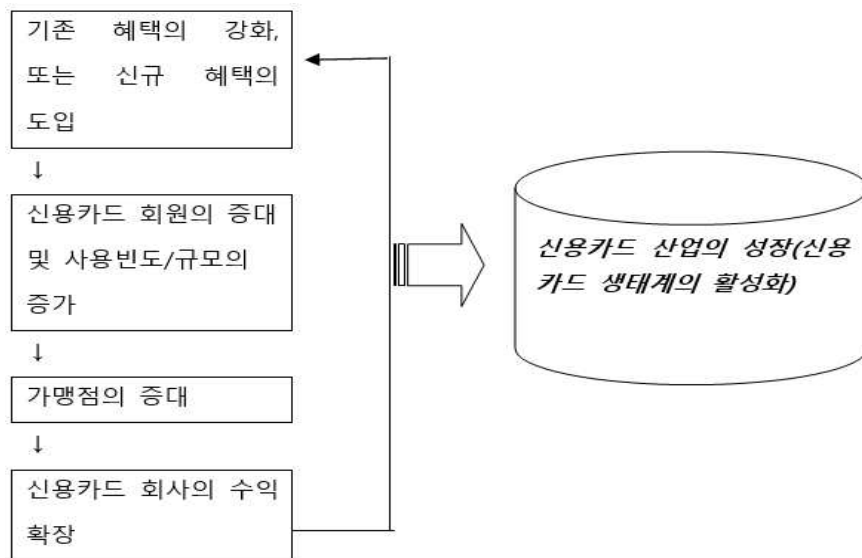 기존 혜택의 강화,
또는 신규 혜택의
도입
↓
신용카드 회원의 증대
및 사용빈도/규모의
증가
↓
가맹점의 증대
↓
신용카드 회사의 수익
확장
신용카드 산업의 성장(신용
카드 생태계의 활성화)